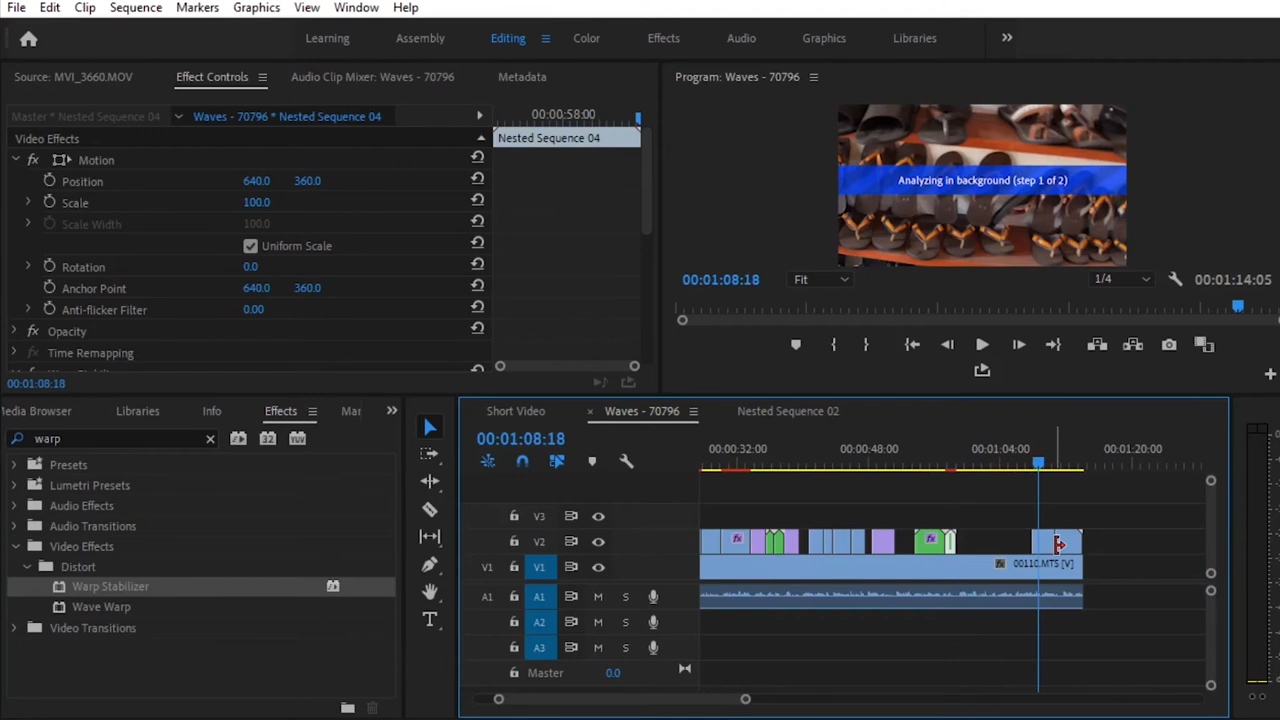 File Edit Clip Sequence Markers Graphics View Window Help
Learning Assembly Editing Color Effects Audio Graphics Libraries
Source: MVI_3660.MOV Effect Controls Audio Clip Mixer: Waves - 70796 Metadata
Program: Waves - 70796
Master * Nested Sequence 04 Waves - 70796 * Nested Sequence 04
00:00:58:00
Video Effects
Nested Sequence 04
fx Motion
Position 640.0 360.0
Scale 100.0
Scale Width 100.0
Uniform Scale
Rotation 0.0
Anchor Point 640.0 360.0
Anti-flicker Filter 0.00
fx Opacity
Time Remapping
00:01:08:18
Analyzing in background (step 1 of 2)
00:01:08:18 Fit 1/4 00:01:14:05
edia Browser Libraries Info Effects Mar
warp
32 YUV
Presets
Lumetri Presets
Audio Effects
Audio Transitions
Video Effects
Distort
Warp Stabilizer
Wave Warp
Video Transitions
Short Video × Waves - 70796 Nested Sequence 02
00:01:08:18
00:00:32:00 00:00:48:00 00:01:04:00 00:01:20:00
V3
V2 fx fx
V1 V1 fx 00110.MTS [V]
A1 A1 M S
A2 M S
A3 M S
Master 0.0
0